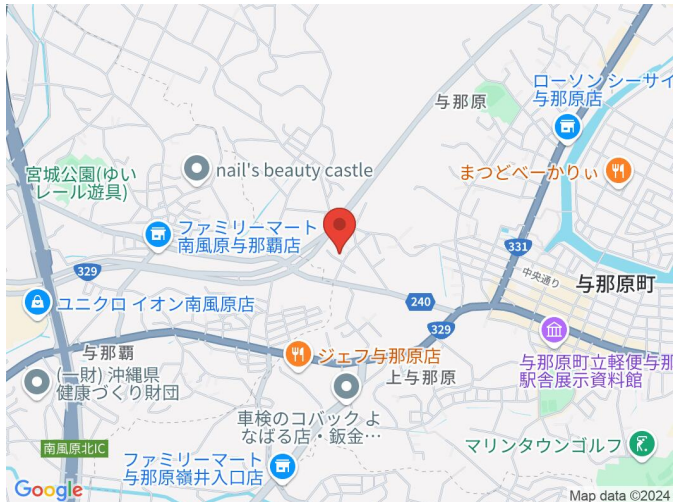 ローソン シーサイ
与那原店
与那原
まつどべーかりぃ
nail's beauty castle
宮城公園(ゆい
レール遊具)
ファミリーマート
南風原与那覇店
331
中央通り
329
与那原町
240
ユニクロ イオン南風原店
329
与那原町立軽便与那
駅舎展示資料館
与那覇
ジェフ与那原店
(一財) 沖縄県
健康づくり財団
上与那原
車検のコバック よ
なばる店・鈑金…
南風原北IC
マリンタウンゴルフ
ファミリーマート
与那原嶺井入口店
Google
Map data ©2024